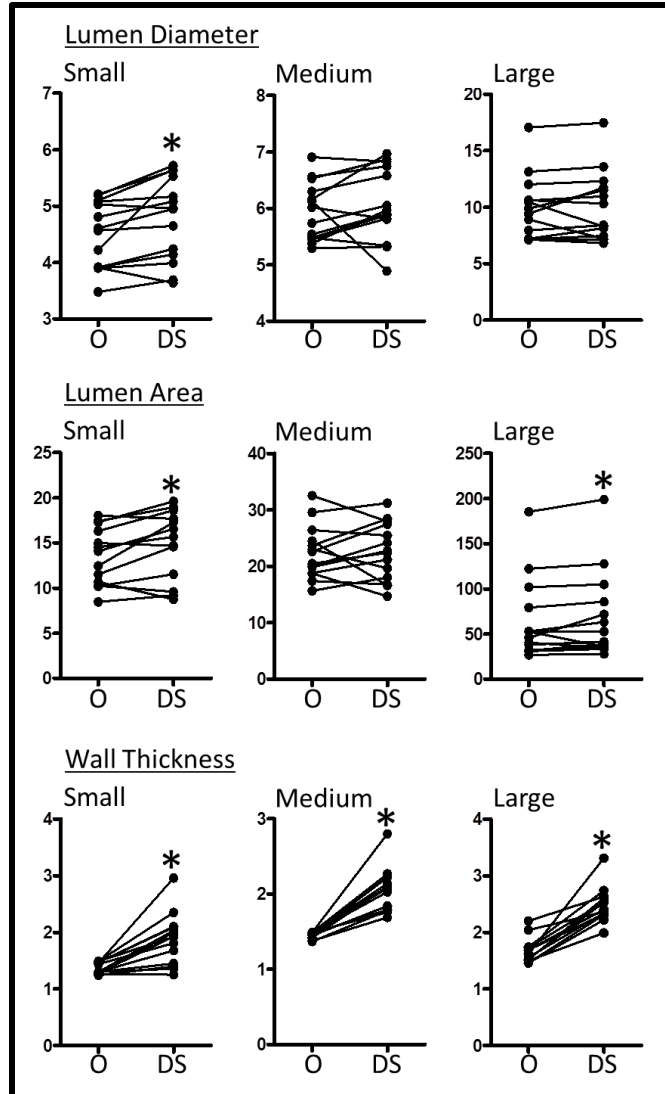 Lumen Diameter
Small Medium Large
7 8 20
* 
6 7 15
5 6 10
4 5 5
3 4 0
O DS O DS O DS
Lumen Area
Small Medium Large
25 40 250
* *
20 30 200
15 20 150
10 10 100
5 50
0 0 0
O DS O DS O DS
Wall Thickness
Small Medium Large
4 3 4
* * *
3 2 3
2 1 2
1 1
0 0 0
O DS O DS O DS